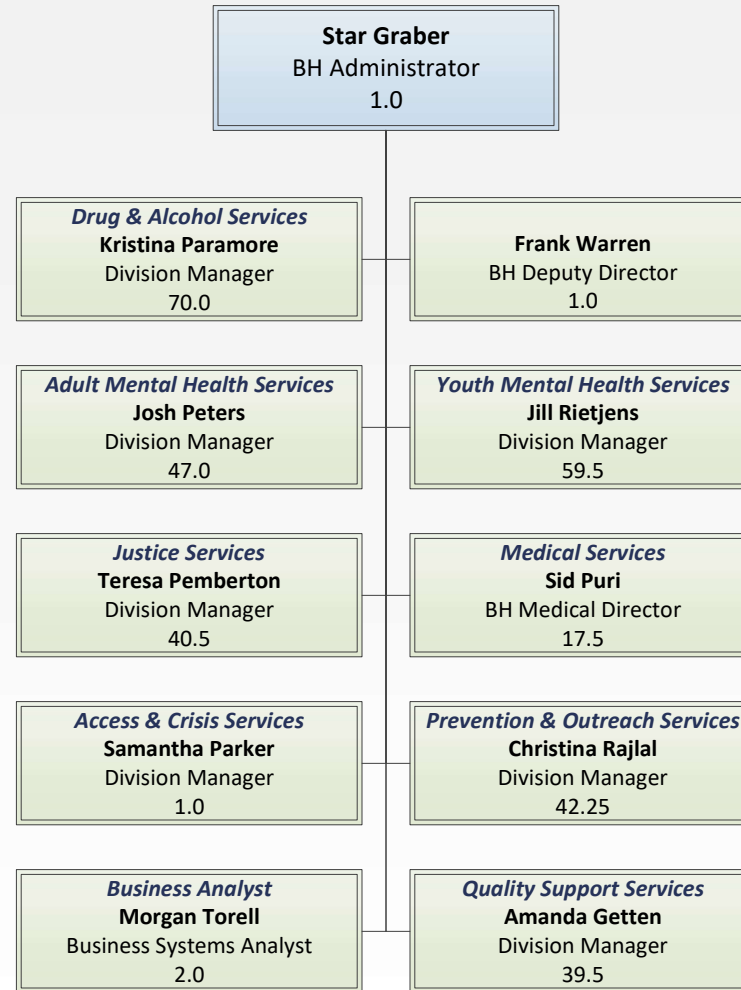 Star Graber
BH Administrator
1.0
Drug & Alcohol Services
Kristina Paramore
Division Manager
70.0
Frank Warren
BH Deputy Director
1.0
Adult Mental Health Services
Josh Peters
Division Manager
47.0
Youth Mental Health Services
Jill Rietjens
Division Manager
59.5
Justice Services
Teresa Pemberton
Division Manager
40.5
Medical Services
Sid Puri
BH Medical Director
17.5
Access & Crisis Services
Samantha Parker
Division Manager
1.0
Prevention & Outreach Services
Christina Rajlal
Division Manager
42.25
Business Analyst
Morgan Torell
Business Systems Analyst
2.0
Quality Support Services
Amanda Getten
Division Manager
39.5